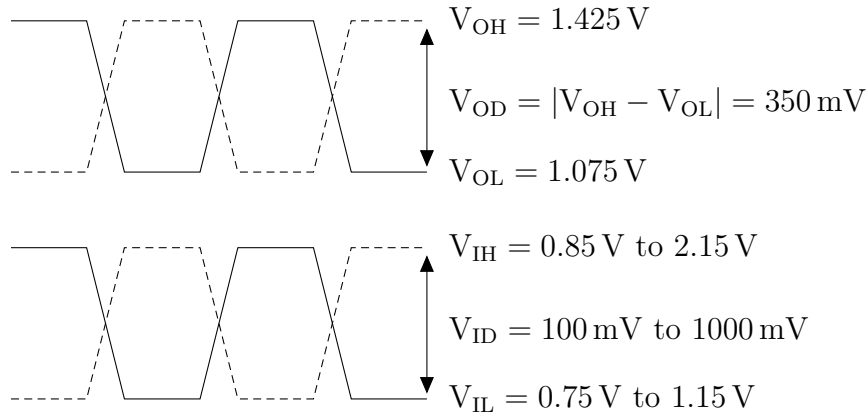 V_OH = 1.425 V
V_OD = |V_OH − V_OL| = 350 mV
V_OL = 1.075 V
V_IH = 0.85 V to 2.15 V
V_ID = 100 mV to 1000 mV
V_IL = 0.75 V to 1.15 V